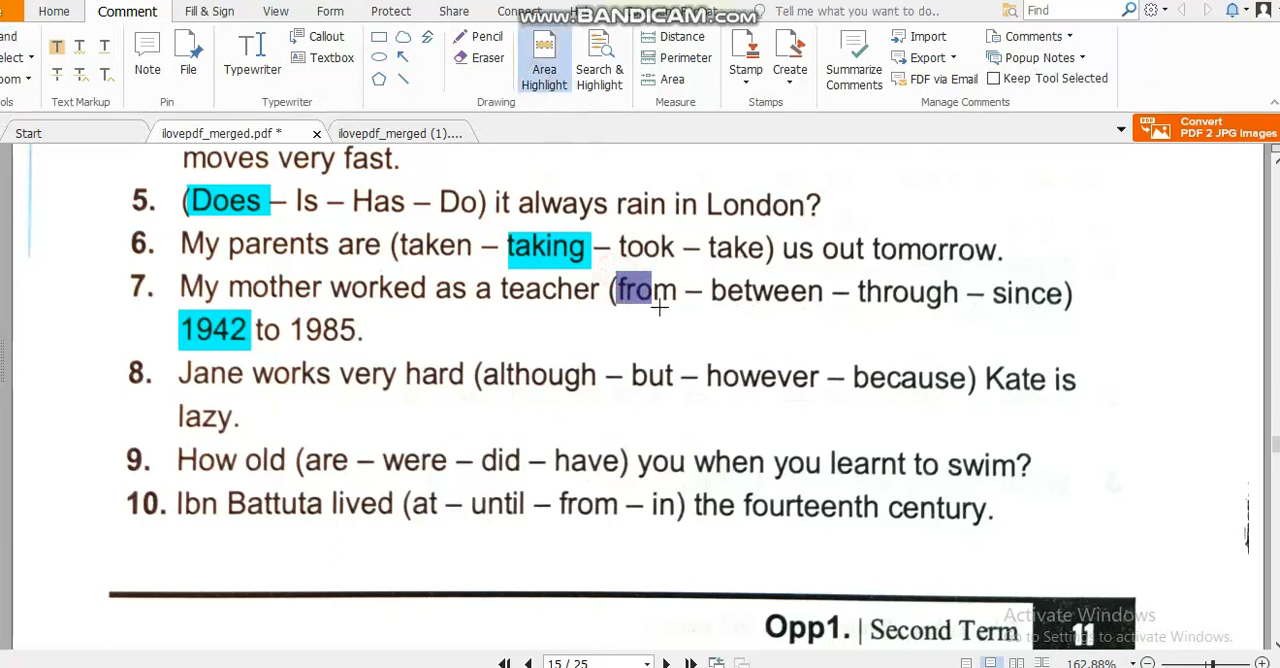 Home Comment Fill & Sign View Form Protect Share Connect www.BANDICAM.com Tell me what you want to do.. Find
Callout Pencil Distance Import Comments
Note File Typewriter Textbox Eraser Area Highlight Search & Highlight Perimeter Area Stamp Create Summarize Comments Export Popup Notes
FDF via Email Keep Tool Selected
Text Markup Pin Typewriter Drawing Measure Stamps Manage Comments
Start ilovepdf_merged.pdf * ilovepdf_merged (1).... Convert PDF 2 JPG Images
moves very fast.
5. (Does – Is – Has – Do) it always rain in London?
6. My parents are (taken – taking – took – take) us out tomorrow.
7. My mother worked as a teacher (from – between – through – since)
1942 to 1985.
8. Jane works very hard (although – but – however – because) Kate is
lazy.
9. How old (are – were – did – have) you when you learnt to swim?
10. Ibn Battuta lived (at – until – from – in) the fourteenth century.
Opp1. | Second Term 11
Activate Windows
Go to Settings to activate Windows.
15 / 25 162.88%